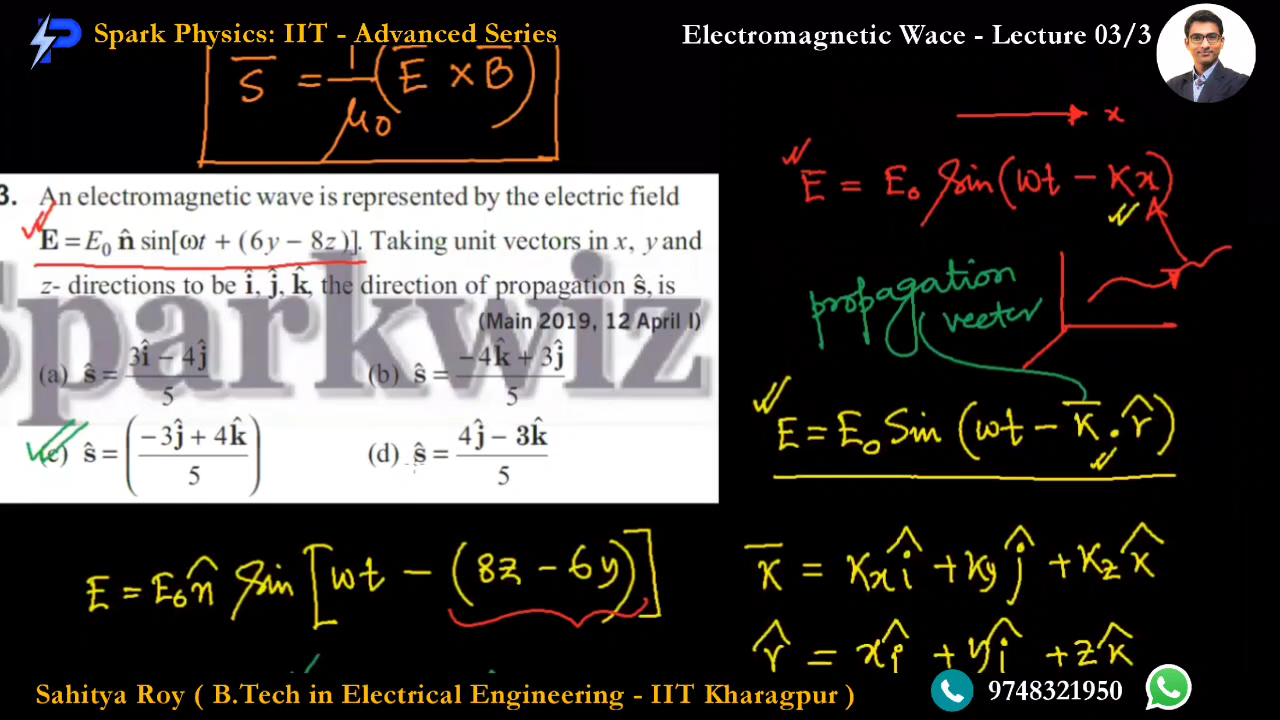 Spark Physics: IIT - Advanced Series
Electromagnetic Wace - Lecture 03/3
S̅ = 1/μ0 (E̅ × B̅)
→ x
E̅ = E₀ Sin(ωt − Kx)
3. An electromagnetic wave is represented by the electric field
𝐄 = E₀ n̂ sin[ωt + (6y − 8z)]. Taking unit vectors in x, y and
z- directions to be î, ĵ, k̂, the direction of propagation ŝ, is
(Main 2019, 12 April I)
(a) ŝ = (3î − 4ĵ)/5 (b) ŝ = (−4k̂ + 3ĵ)/5
(c) ŝ = ((−3ĵ + 4k̂)/5) (d) ŝ = (4ĵ − 3k̂)/5
Sparkwiz
propagation
vector
E = E₀ Sin (ωt − K̅ . r̂)
E = E₀ n̂ Sin [ωt − (8z − 6y)]
K̅ = Kx î + Ky ĵ + Kz k̂
r̂ = x î + y ĵ + z k̂
Sahitya Roy ( B.Tech in Electrical Engineering - IIT Kharagpur )
9748321950